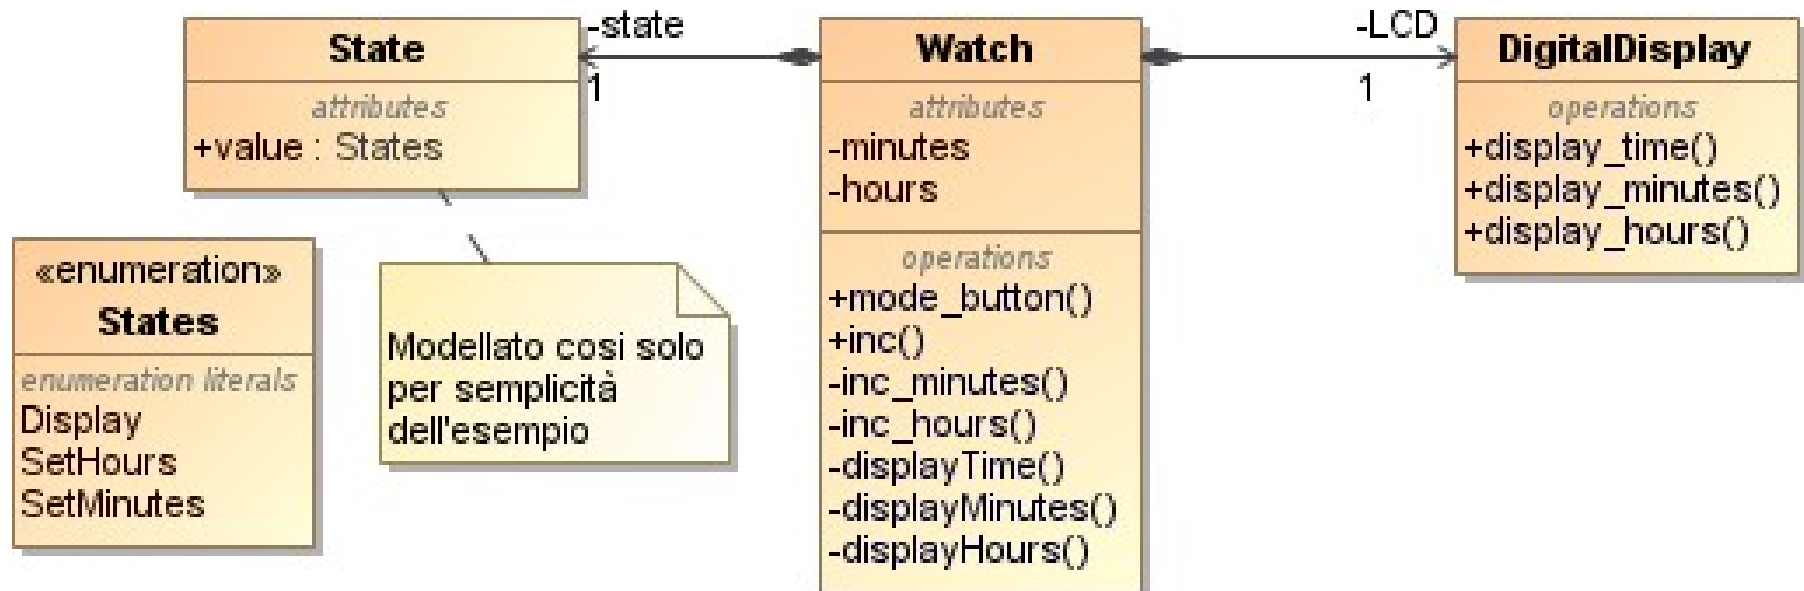 State
attributes
+value : States
-state
1
Watch
attributes
-minutes
-hours
operations
+mode_button()
+inc()
-inc_minutes()
-inc_hours()
-displayTime()
-displayMinutes()
-displayHours()
-LCD
1
DigitalDisplay
operations
+display_time()
+display_minutes()
+display_hours()
«enumeration»
States
enumeration literals
Display
SetHours
SetMinutes
Modellato cosi solo
per semplicità
dell'esempio